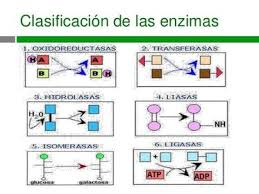 Clasificación de las enzimas
1. OXIDOREDUCTASAS
2. TRANSFERASAS
H A A
B H B
3. HIDROLASAS
4. LIASAS
H₂O
NH
5. ISOMERASAS
6. LIGASAS
glucosa galactosa
ATP ADP